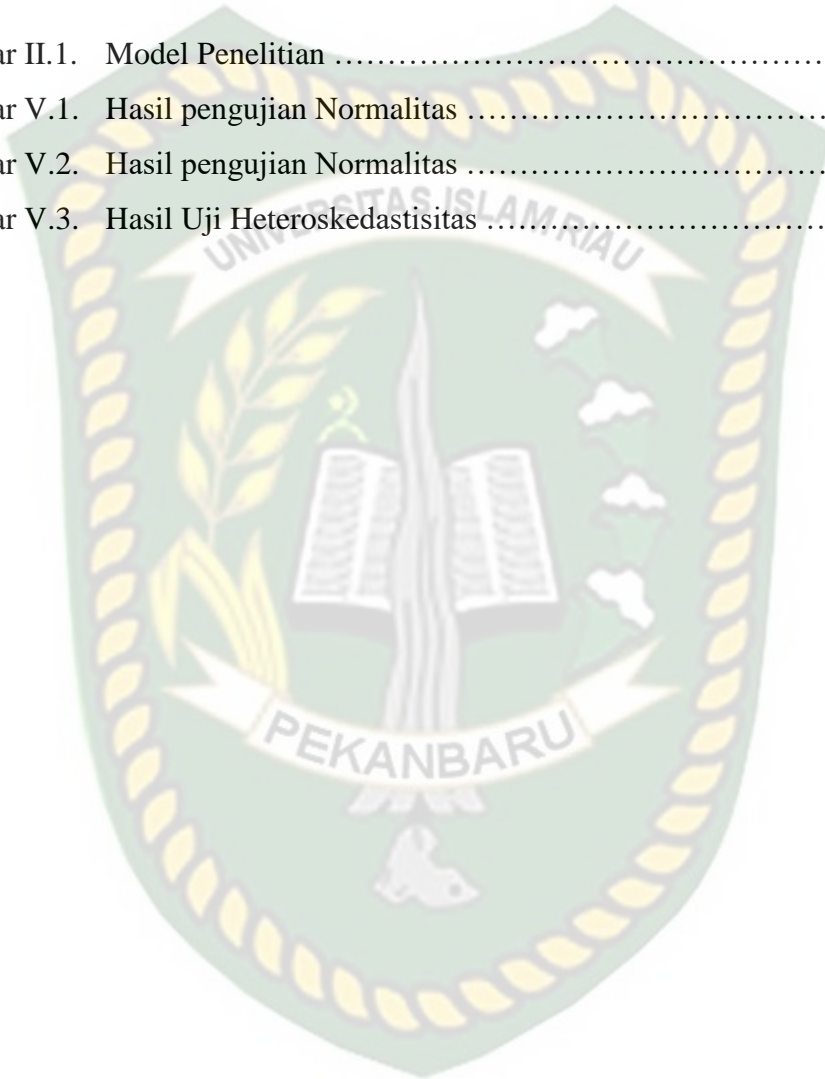 ar II.1. Model Penelitian ……………………………………………
ar V.1. Hasil pengujian Normalitas ………………………………
ar V.2. Hasil pengujian Normalitas ………………………………
ar V.3. Hasil Uji Heteroskedastisitas ……………………………
UNIVERSITAS ISLAM RIAU
PEKANBARU